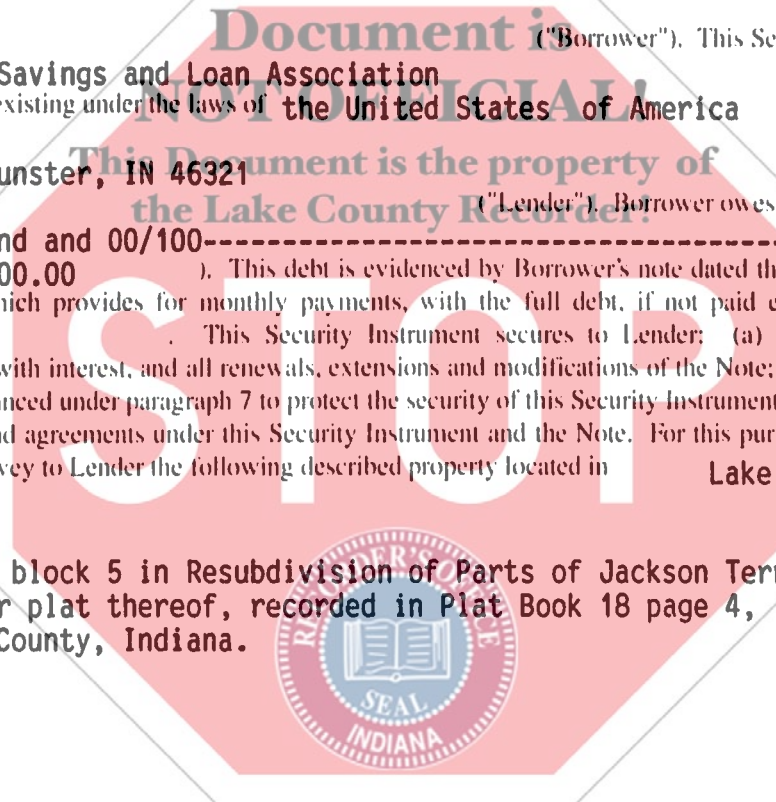 Document is
("Borrower"). This Sc
Savings and Loan Association
existing under the laws of the United States of America
NOT OFFICIAL!
This Document is the property of
unster, IN 46321
the Lake County Recorder!
("Lender"). Borrower owes
nd and 00/100--------------------------------------------
00.00 ). This debt is evidenced by Borrower's note dated th
hich provides for monthly payments, with the full debt, if not paid e
. This Security Instrument secures to Lender: (a)
with interest, and all renewals, extensions and modifications of the Note;
anced under paragraph 7 to protect the security of this Security Instrument
nd agreements under this Security Instrument and the Note. For this pur
vey to Lender the following described property located in Lake
STOP
block 5 in Resubdivision of Parts of Jackson Terr
r plat thereof, recorded in Plat Book 18 page 4,
County, Indiana.
RECORDER'S OFFICE
SEAL
INDIANA